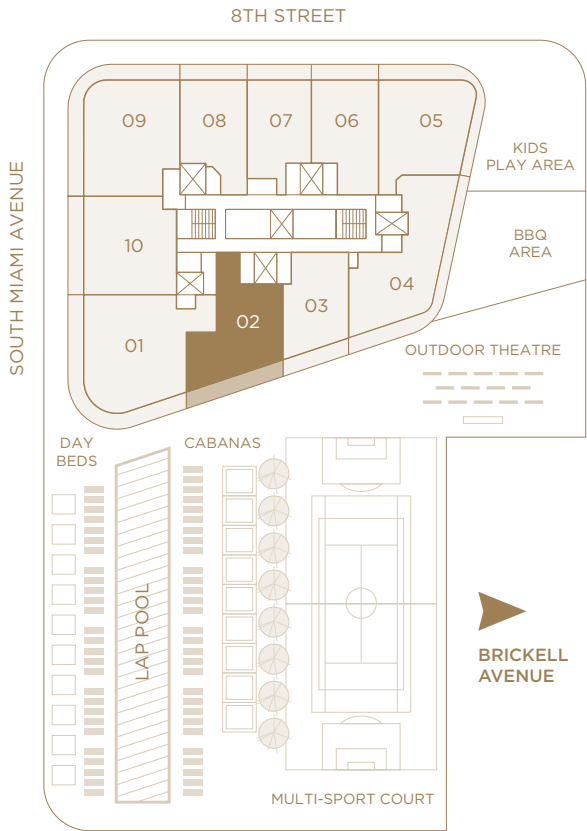 8TH STREET
SOUTH MIAMI AVENUE
09
08
07
06
05
KIDS
PLAY AREA
10
BBQ
AREA
04
03
02
01
OUTDOOR THEATRE
DAY
BEDS
CABANAS
LAP POOL
BRICKELL
AVENUE
MULTI-SPORT COURT